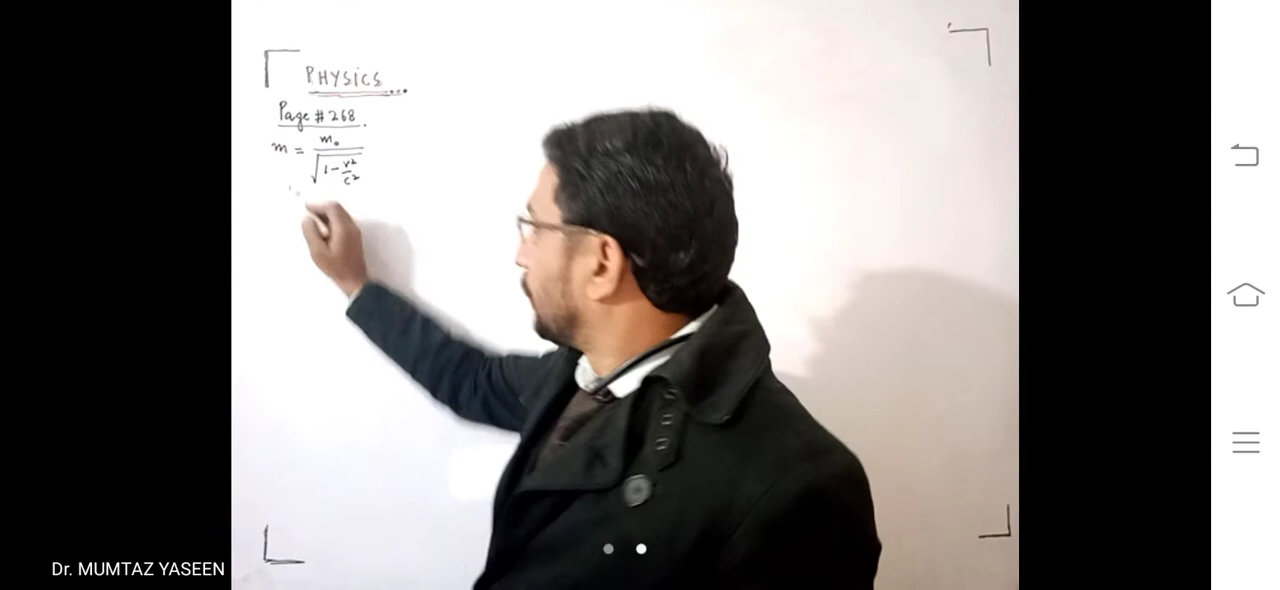 PHYSiCS...
Page # 268.
m = m₀ / √(1 - v²/c²)
Dr. MUMTAZ YASEEN